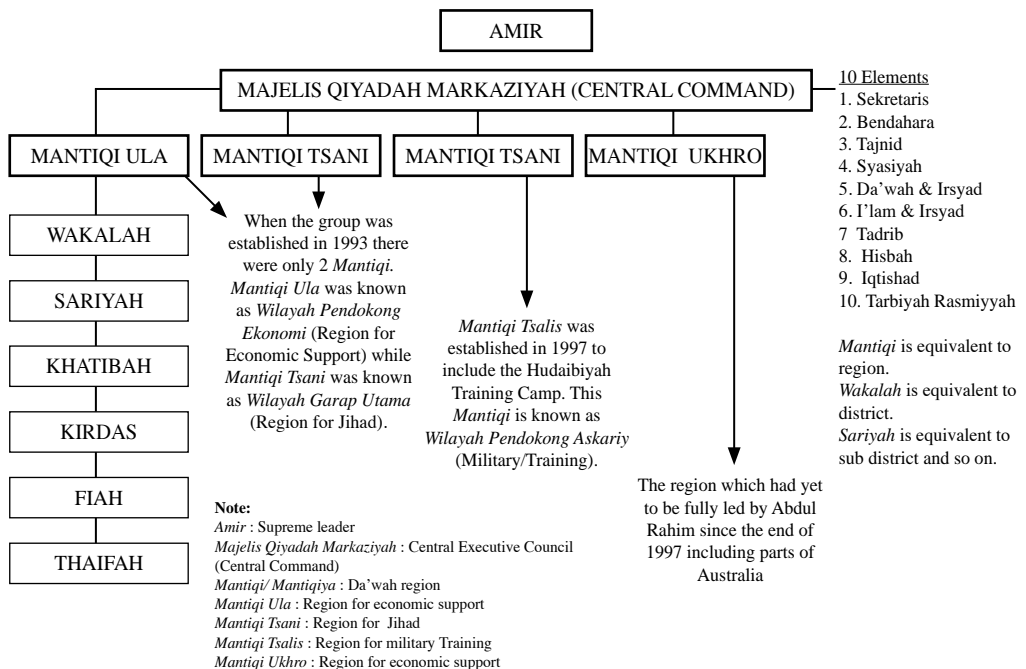 AMIR
MAJELIS QIYADAH MARKAZIYAH (CENTRAL COMMAND)
MANTIQI ULA
MANTIQI TSANI
MANTIQI TSANI
MANTIQI UKHRO
WAKALAH
SARIYAH
KHATIBAH
KIRDAS
FIAH
THAIFAH
When the group was
established in 1993 there
were only 2 Mantiqi.
Mantiqi Ula was known
as Wilayah Pendokong
Ekonomi (Region for
Economic Support) while
Mantiqi Tsani was known
as Wilayah Garap Utama
(Region for Jihad).
Mantiqi Tsalis was
established in 1997 to
include the Hudaibiyah
Training Camp. This
Mantiqi is known as
Wilayah Pendokong Askariy
(Military/Training).
The region which had yet
to be fully led by Abdul
Rahim since the end of
1997 including parts of
Australia
10 Elements
1. Sekretaris
2. Bendahara
3. Tajnid
4. Syasiyah
5. Da’wah & Irsyad
6. I’lam & Irsyad
7 Tadrib
8. Hisbah
9. Iqtishad
10. Tarbiyah Rasmiyyah
Mantiqi is equivalent to
region.
Wakalah is equivalent to
district.
Sariyah is equivalent to
sub district and so on.
Note:
Amir : Supreme leader
Majelis Qiyadah Markaziyah : Central Executive Council
(Central Command)
Mantiqi/ Mantiqiya : Da’wah region
Mantiqi Ula : Region for economic support
Mantiqi Tsani : Region for Jihad
Mantiqi Tsalis : Region for military Training
Mantiqi Ukhro : Region for economic support